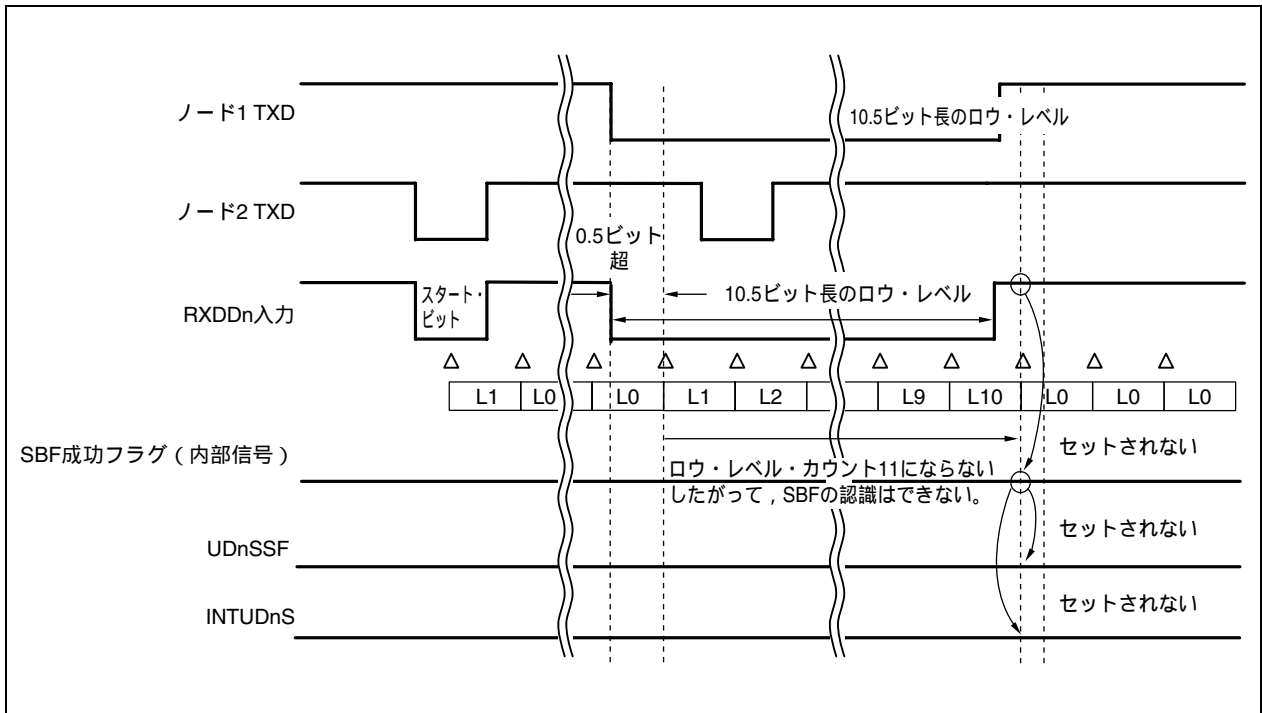 ノード1 TXD
10.5ビット長のロウ・レベル
ノード2 TXD
0.5ビット
超
RXDDn入力
スタート・
ビット
10.5ビット長のロウ・レベル
L1 L0 L0 L1 L2 L9 L10 L0 L0 L0
SBF成功フラグ(内部信号)
セットされない
ロウ・レベル・カウント11にならない
したがって,SBFの認識はできない。
UDnSSF
セットされない
INTUDnS
セットされない